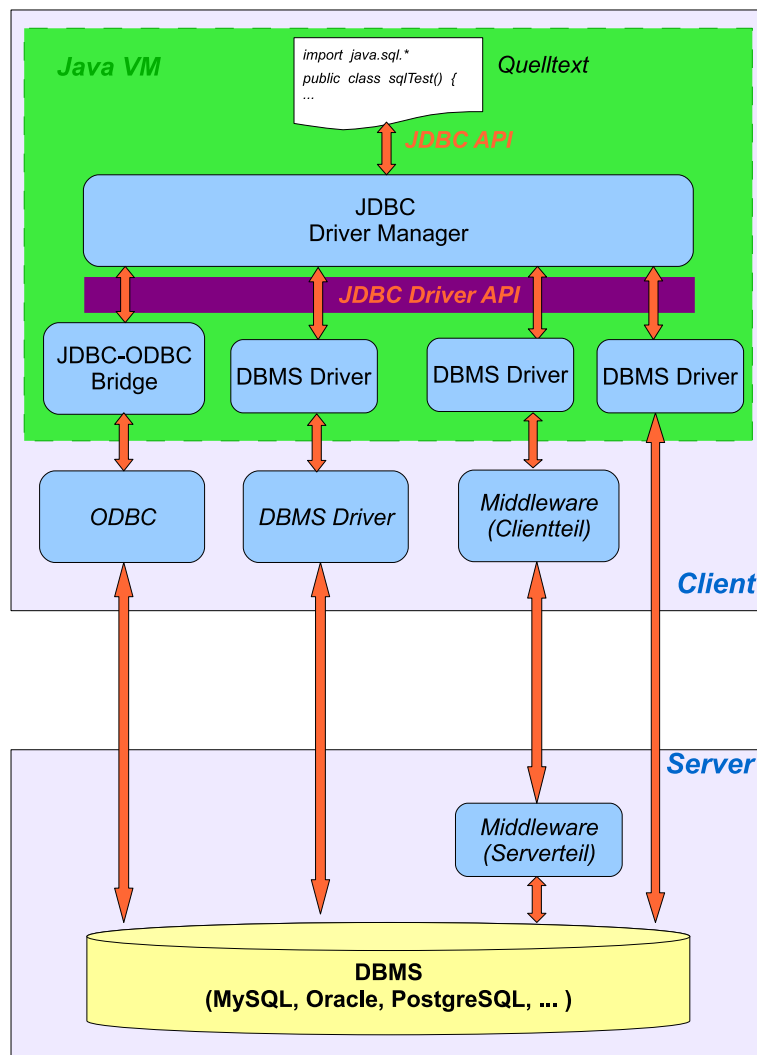 Java VM
import java.sql.*
public class sqlTest() {
...
Quelltext
JDBC API
JDBC
Driver Manager
JDBC Driver API
JDBC-ODBC
Bridge
DBMS Driver
DBMS Driver
DBMS Driver
ODBC
DBMS Driver
Middleware
(Clientteil)
Client
Server
Middleware
(Serverteil)
DBMS
(MySQL, Oracle, PostgreSQL, ... )